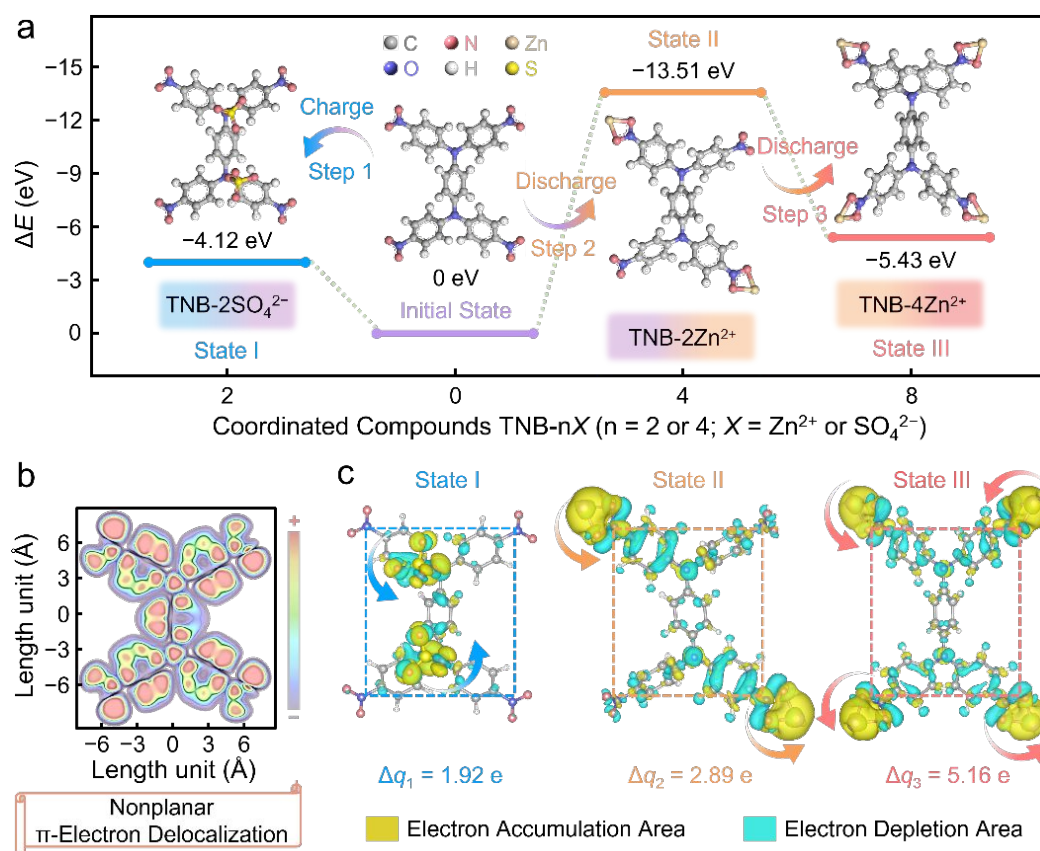 a
ΔE (eV)
−15
−12
−9
−6
−3
0
C N Zn
O H S
Charge
Step 1
−4.12 eV
TNB-2SO₄²⁻
State I
0 eV
Initial State
Discharge
Step 2
State II
−13.51 eV
TNB-2Zn²⁺
Discharge
Step 3
−5.43 eV
TNB-4Zn²⁺
State III
2 0 4 8
Coordinated Compounds TNB-nX (n = 2 or 4; X = Zn²⁺ or SO₄²⁻)
b
Length unit (Å)
6
3
0
−3
−6
−6 −3 0 3 6
Length unit (Å)
+
−
Nonplanar
π-Electron Delocalization
c
State I State II State III
Δq₁ = 1.92 e Δq₂ = 2.89 e Δq₃ = 5.16 e
Electron Accumulation Area Electron Depletion Area